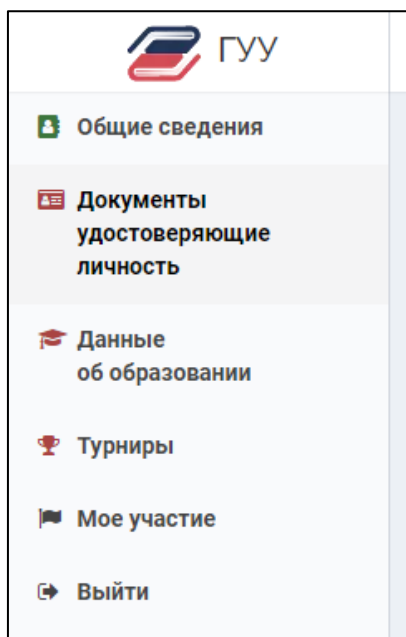 ГУУ
Общие сведения
Документы
удостоверяющие
личность
Данные
об образовании
Турниры
Мое участие
Выйти